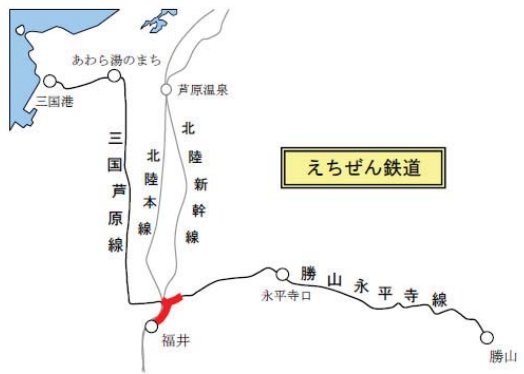 あわら湯のまち
三国港
芦原温泉
三国芦原線
北陸本線
北陸新幹線
えちぜん鉄道
勝山永平寺線
永平寺口
福井
勝山